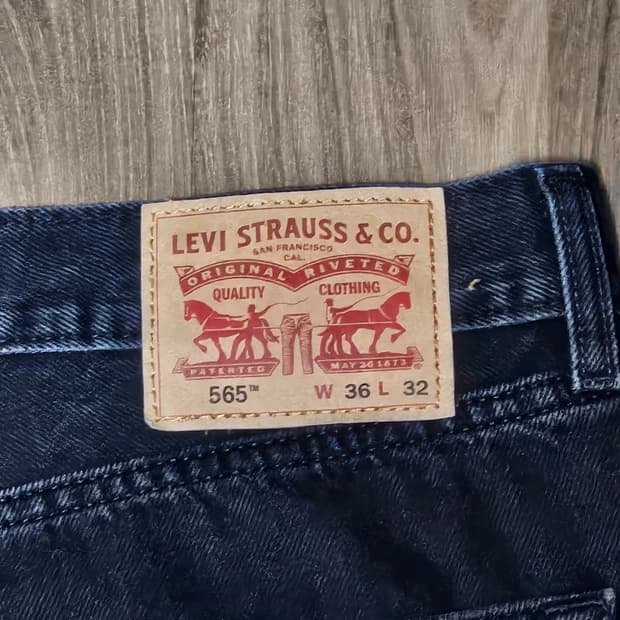 LEVI STRAUSS & CO.
SAN FRANCISCO
CAL.
ORIGINAL RIVETED
QUALITY CLOTHING
PATENTED MAY 20 1873 ®
565™ W 36 L 32